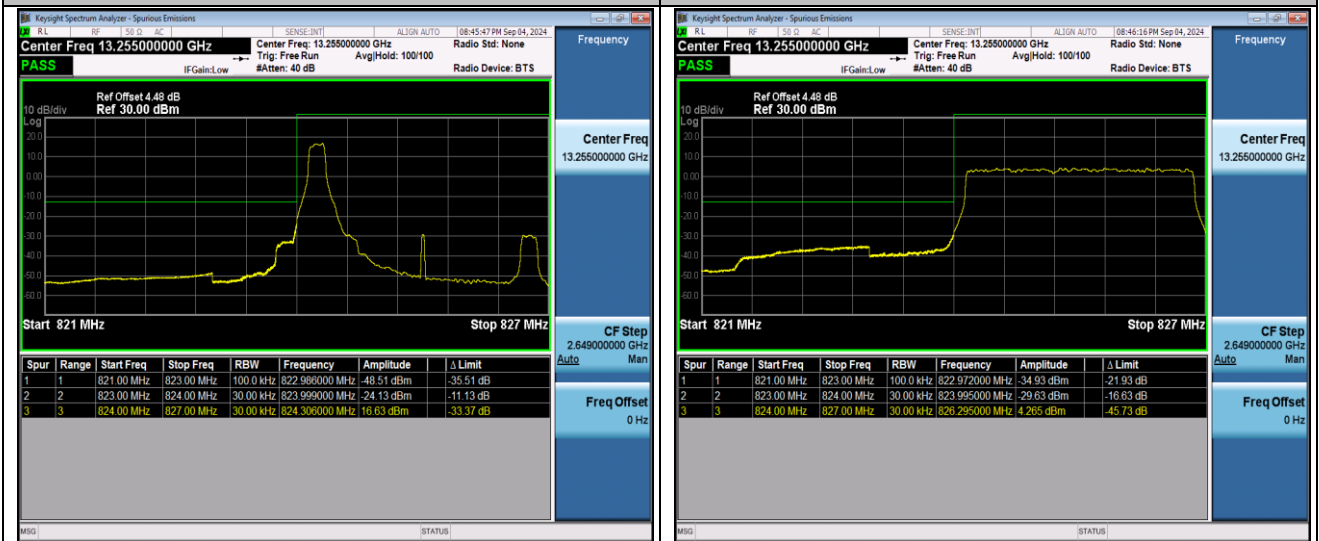 Keysight Spectrum Analyzer - Spurious Emissions
RL RF 50 Ω AC SENSE:INT ALIGN AUTO 08:45:47 PM Sep 04, 2024
Center Freq 13.255000000 GHz
Center Freq: 13.255000000 GHz
Radio Std: None
Trig: Free Run Avg|Hold: 100/100
PASS
IFGain:Low
#Atten: 40 dB
Radio Device: BTS
Ref Offset 4.48 dB
10 dB/div Ref 30.00 dBm
Log
20.0
10.0
0.00
-10.0
-20.0
-30.0
-40.0
-50.0
-60.0
Start 821 MHz Stop 827 MHz
Spur Range Start Freq Stop Freq RBW Frequency Amplitude Δ Limit
1 1 821.00 MHz 823.00 MHz 100.0 kHz 822.986000 MHz -48.51 dBm -35.51 dB
2 2 823.00 MHz 824.00 MHz 30.00 kHz 823.999000 MHz -24.13 dBm -11.13 dB
3 3 824.00 MHz 827.00 MHz 30.00 kHz 824.306000 MHz 16.63 dBm -33.37 dB
Frequency
Center Freq
13.255000000 GHz
CF Step
2.649000000 GHz
Auto Man
Freq Offset
0 Hz
MSG STATUS
Keysight Spectrum Analyzer - Spurious Emissions
RL RF 50 Ω AC SENSE:INT ALIGN AUTO 08:46:16 PM Sep 04, 2024
Center Freq 13.255000000 GHz
Center Freq: 13.255000000 GHz
Radio Std: None
Trig: Free Run Avg|Hold: 100/100
PASS
IFGain:Low
#Atten: 40 dB
Radio Device: BTS
Ref Offset 4.48 dB
10 dB/div Ref 30.00 dBm
Log
20.0
10.0
0.00
-10.0
-20.0
-30.0
-40.0
-50.0
-60.0
Start 821 MHz Stop 827 MHz
Spur Range Start Freq Stop Freq RBW Frequency Amplitude Δ Limit
1 1 821.00 MHz 823.00 MHz 100.0 kHz 822.972000 MHz -34.93 dBm -21.93 dB
2 2 823.00 MHz 824.00 MHz 30.00 kHz 823.995000 MHz -29.63 dBm -16.63 dB
3 3 824.00 MHz 827.00 MHz 30.00 kHz 826.295000 MHz 4.265 dBm -45.73 dB
Frequency
Center Freq
13.255000000 GHz
CF Step
2.649000000 GHz
Auto Man
Freq Offset
0 Hz
MSG STATUS